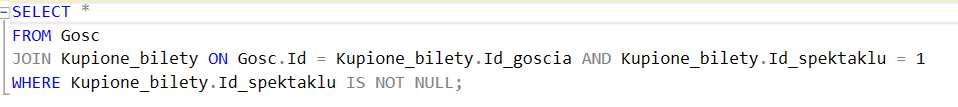 SELECT *
FROM Gosc
JOIN Kupione_bilety ON Gosc.Id = Kupione_bilety.Id_goscia AND Kupione_bilety.Id_spektaklu = 1
WHERE Kupione_bilety.Id_spektaklu IS NOT NULL;